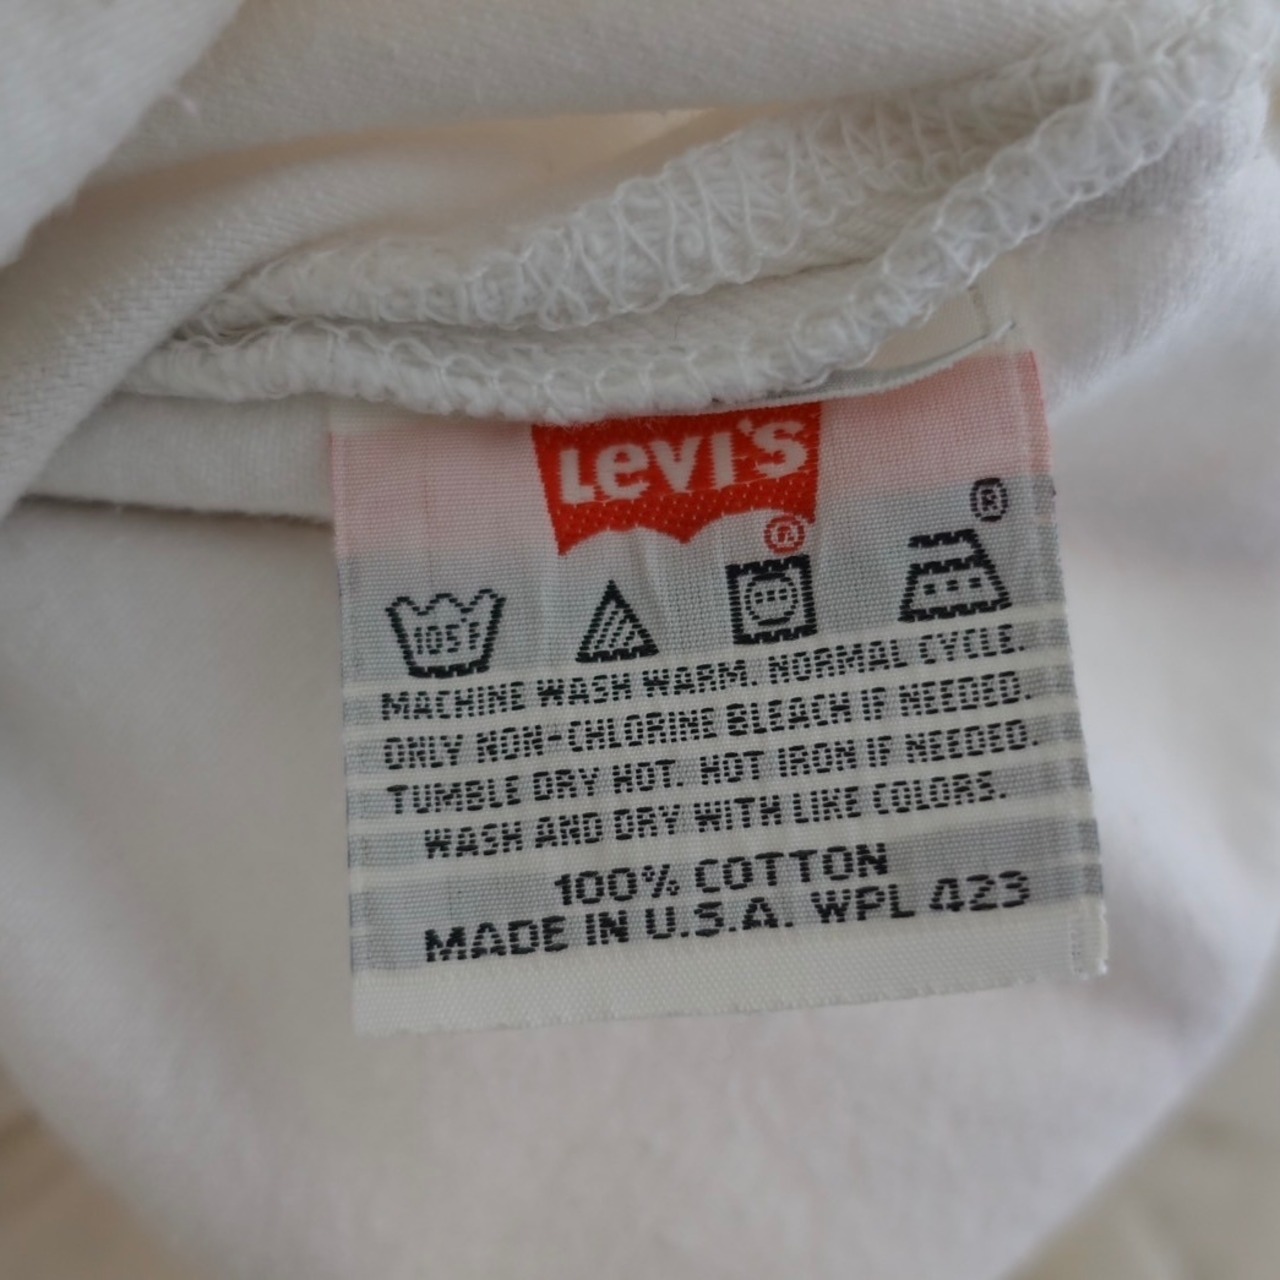 LEVI'S
®
®
105°F
MACHINE WASH WARM. NORMAL CYCLE.
ONLY NON-CHLORINE BLEACH IF NEEDED.
TUMBLE DRY HOT. HOT IRON IF NEEDED.
WASH AND DRY WITH LIKE COLORS.
100% COTTON
MADE IN U.S.A. WPL 423